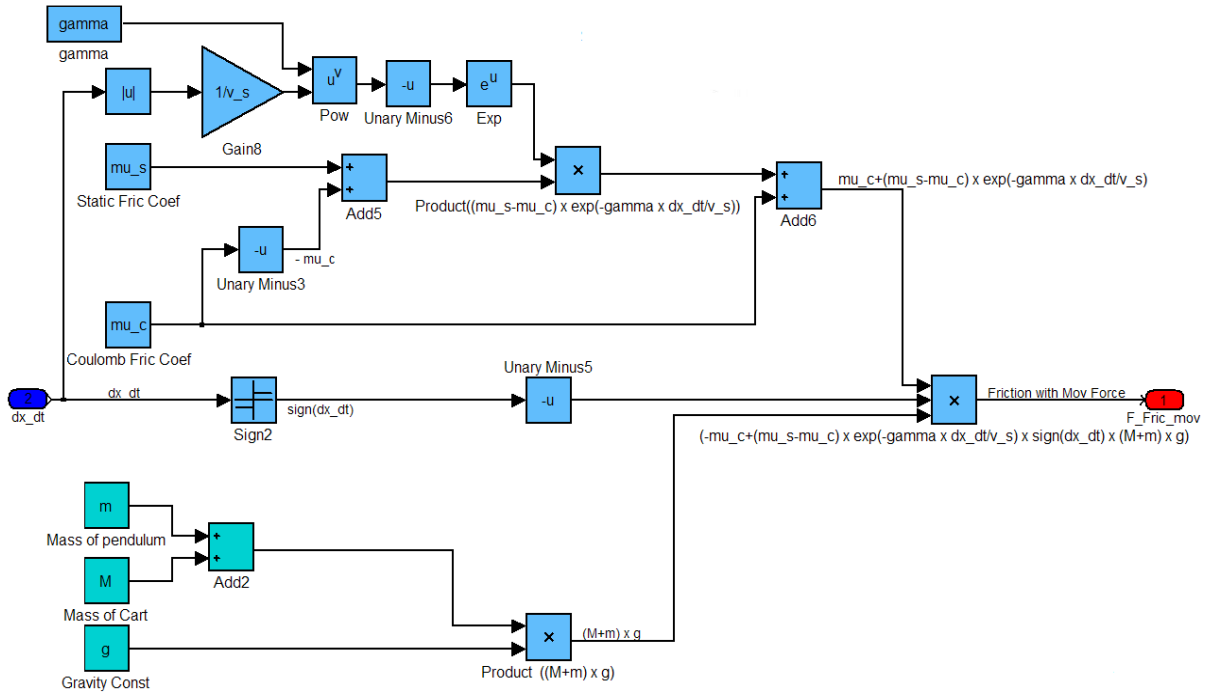 gamma
gamma
|u|
1/v_s
Gain8
u^v
Pow
-u
Unary Minus6
e^u
Exp
mu_s
Static Fric Coef
+
+
Add5
×
Product((mu_s-mu_c) x exp(-gamma x dx_dt/v_s))
+
+
Add6
mu_c+(mu_s-mu_c) x exp(-gamma x dx_dt/v_s)
-u
- mu_c
Unary Minus3
mu_c
Coulomb Fric Coef
2
dx_dt
dx_dt
Sign2
sign(dx_dt)
Unary Minus5
-u
×
Friction with Mov Force
1
F_Fric_mov
(-mu_c+(mu_s-mu_c) x exp(-gamma x dx_dt/v_s) x sign(dx_dt) x (M+m) x g)
m
Mass of pendulum
+
+
Add2
M
Mass of Cart
g
Gravity Const
×
(M+m) x g
Product ((M+m) x g)